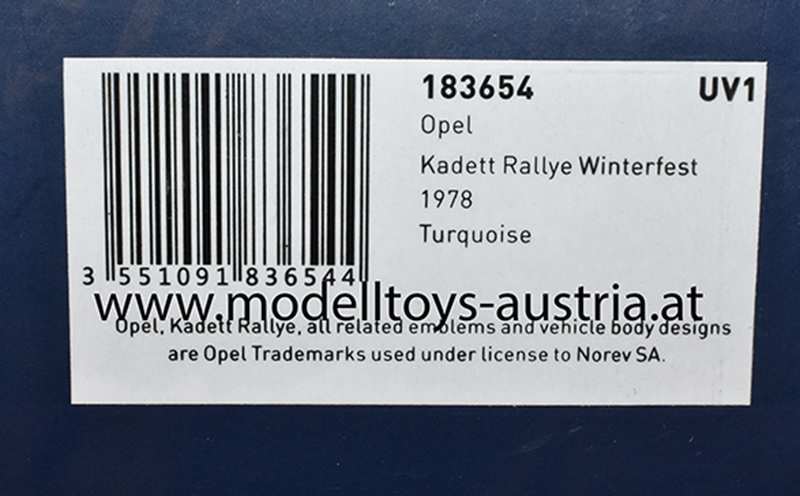 183654 UV1
Opel
Kadett Rallye Winterfest
1978
Turquoise
3 551091 836544
www.modelltoys-austria.at
Opel, Kadett Rallye, all related emblems and vehicle body designs
are Opel Trademarks used under license to Norev SA.